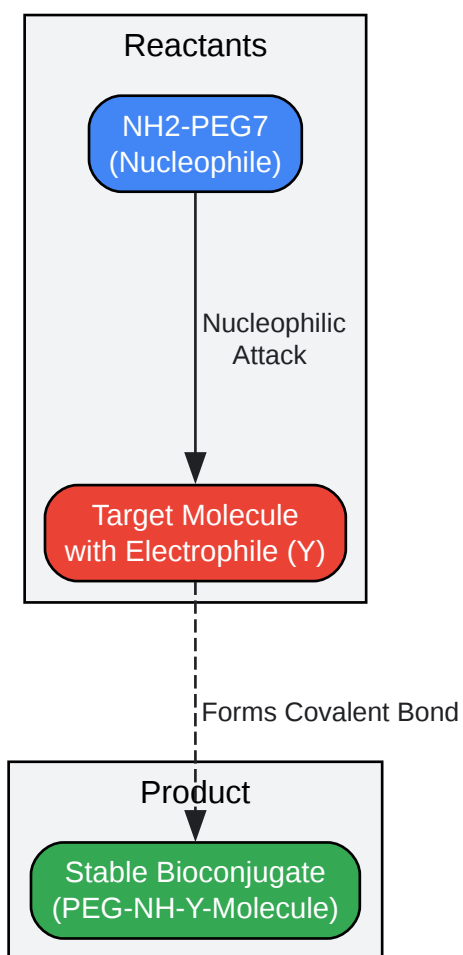 Reactants
NH2-PEG7
(Nucleophile)
Nucleophilic
Attack
Target Molecule
with Electrophile (Y)
Forms Covalent Bond
Product
Stable Bioconjugate
(PEG-NH-Y-Molecule)